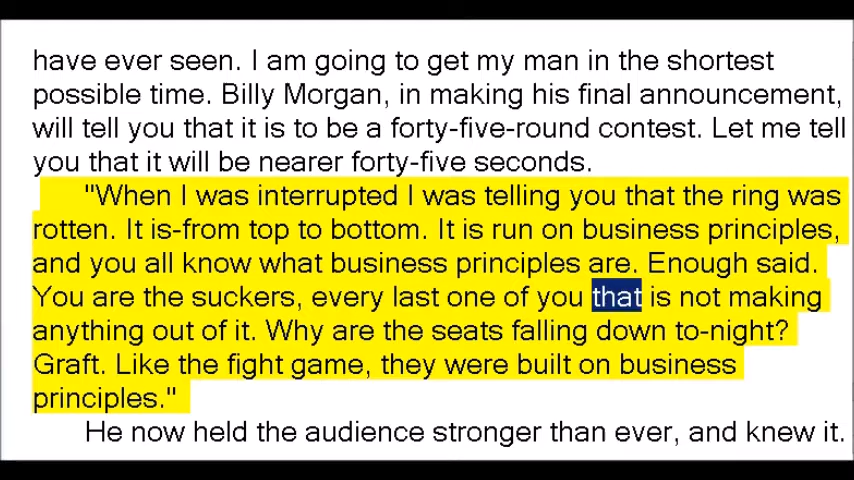 have ever seen. I am going to get my man in the shortest
possible time. Billy Morgan, in making his final announcement,
will tell you that it is to be a forty-five-round contest. Let me tell
you that it will be nearer forty-five seconds.
"When I was interrupted I was telling you that the ring was
rotten. It is-from top to bottom. It is run on business principles,
and you all know what business principles are. Enough said.
You are the suckers, every last one of you that is not making
anything out of it. Why are the seats falling down to-night?
Graft. Like the fight game, they were built on business
principles."
He now held the audience stronger than ever, and knew it.